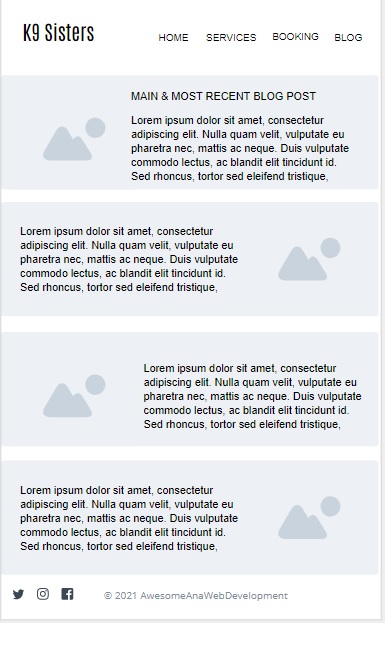 K9 Sisters
HOME SERVICES BOOKING BLOG
MAIN & MOST RECENT BLOG POST
Lorem ipsum dolor sit amet, consectetur
adipiscing elit. Nulla quam velit, vulputate eu
pharetra nec, mattis ac neque. Duis vulputate
commodo lectus, ac blandit elit tincidunt id.
Sed rhoncus, tortor sed eleifend tristique,
Lorem ipsum dolor sit amet, consectetur
adipiscing elit. Nulla quam velit, vulputate eu
pharetra nec, mattis ac neque. Duis vulputate
commodo lectus, ac blandit elit tincidunt id.
Sed rhoncus, tortor sed eleifend tristique,
Lorem ipsum dolor sit amet, consectetur
adipiscing elit. Nulla quam velit, vulputate eu
pharetra nec, mattis ac neque. Duis vulputate
commodo lectus, ac blandit elit tincidunt id.
Sed rhoncus, tortor sed eleifend tristique,
Lorem ipsum dolor sit amet, consectetur
adipiscing elit. Nulla quam velit, vulputate eu
pharetra nec, mattis ac neque. Duis vulputate
commodo lectus, ac blandit elit tincidunt id.
Sed rhoncus, tortor sed eleifend tristique,
© 2021 AwesomeAnaWebDevelopment